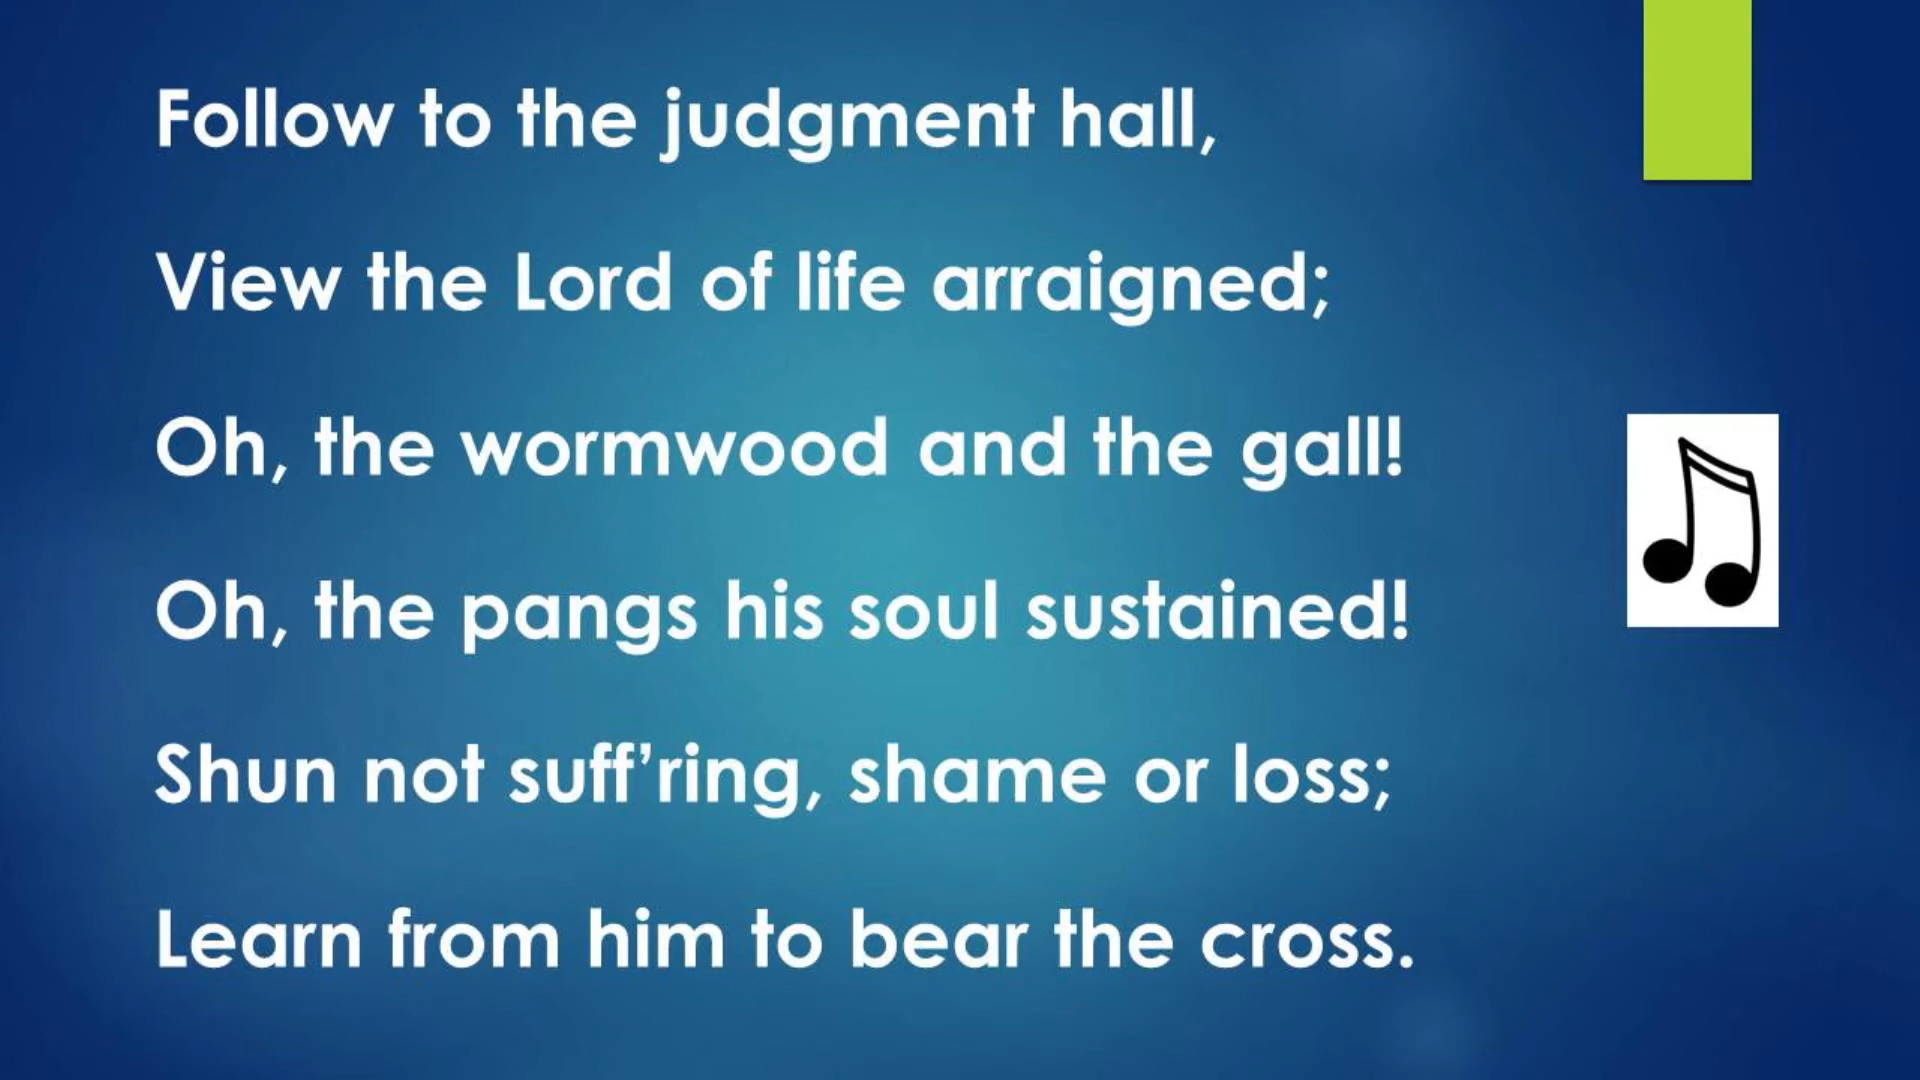 Follow to the judgment hall,
View the Lord of life arraigned;
Oh, the wormwood and the gall!
Oh, the pangs his soul sustained!
Shun not suff’ring, shame or loss;
Learn from him to bear the cross.